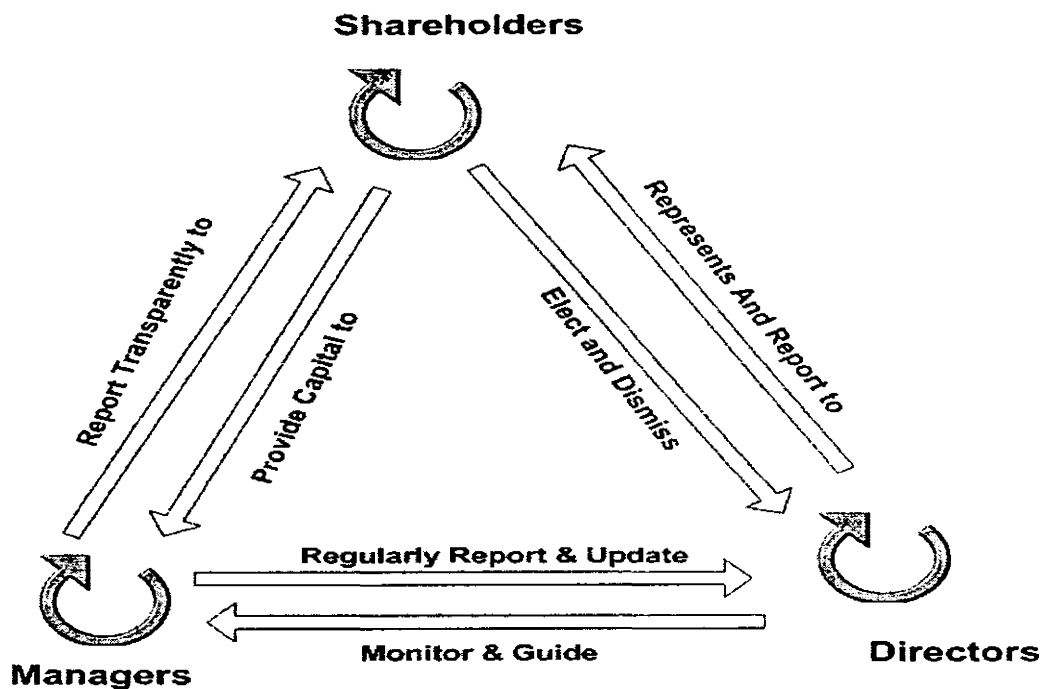 Shareholders
Report Transparently to
Provide Capital to
Elect and Dismiss
Represents And Report to
Regularly Report & Update
Monitor & Guide
Managers
Directors